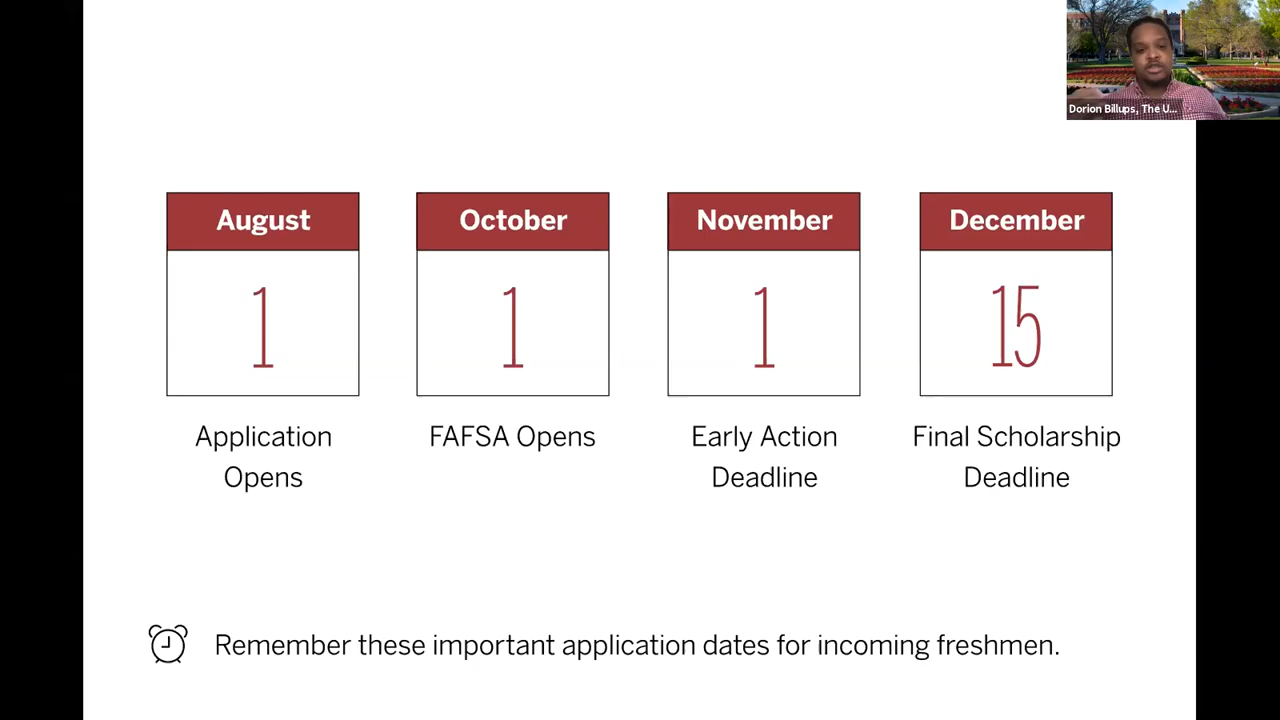 Dorion Billups, The U...
August
October
November
December
1
1
1
15
Application
Opens
FAFSA Opens
Early Action
Deadline
Final Scholarship
Deadline
Remember these important application dates for incoming freshmen.